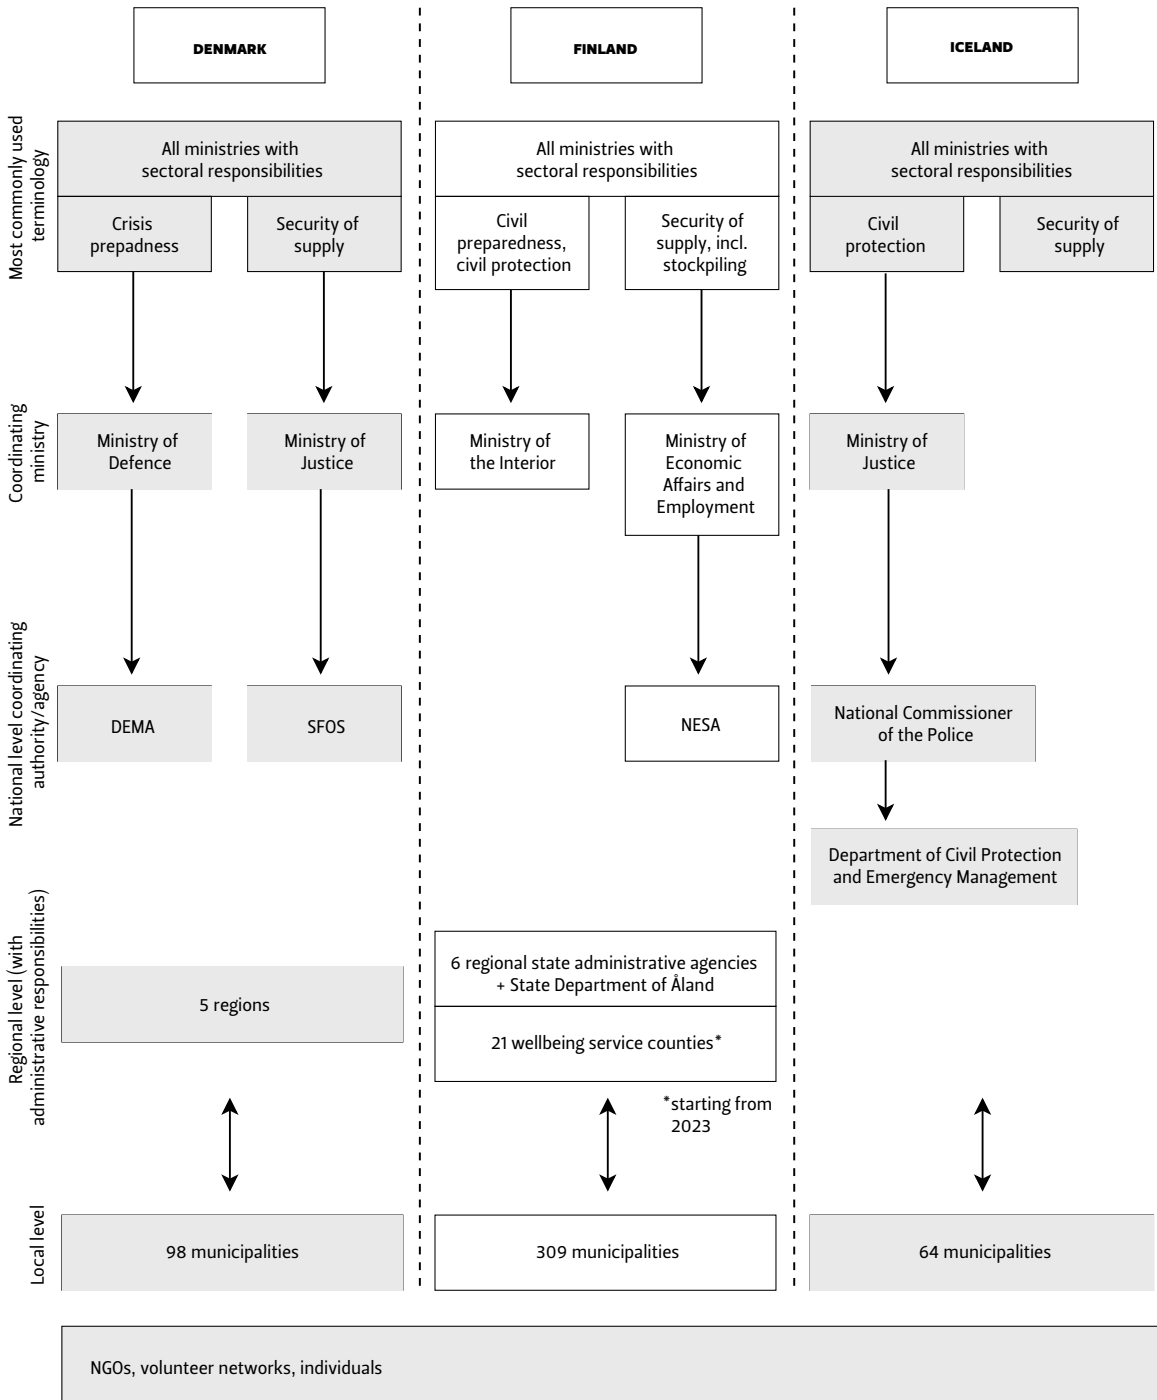 DENMARK
FINLAND
ICELAND
Most commonly used
terminology
All ministries with
sectoral responsibilities
Crisis
prepadness
Security of
supply
All ministries with
sectoral responsibilities
Civil
preparedness,
civil protection
Security of
supply, incl.
stockpiling
All ministries with
sectoral responsibilities
Civil
protection
Security of
supply
Coordinating
ministry
Ministry of
Defence
Ministry of
Justice
Ministry of
the Interior
Ministry of
Economic
Affairs and
Employment
Ministry of
Justice
National level coordinating
authority/agency
DEMA
SFOS
NESA
National Commissioner
of the Police
Department of Civil Protection
and Emergency Management
Regional level (with
administrative responsibilities)
5 regions
6 regional state administrative agencies
+ State Department of Åland
21 wellbeing service counties*
*starting from
2023
Local level
98 municipalities
309 municipalities
64 municipalities
NGOs, volunteer networks, individuals